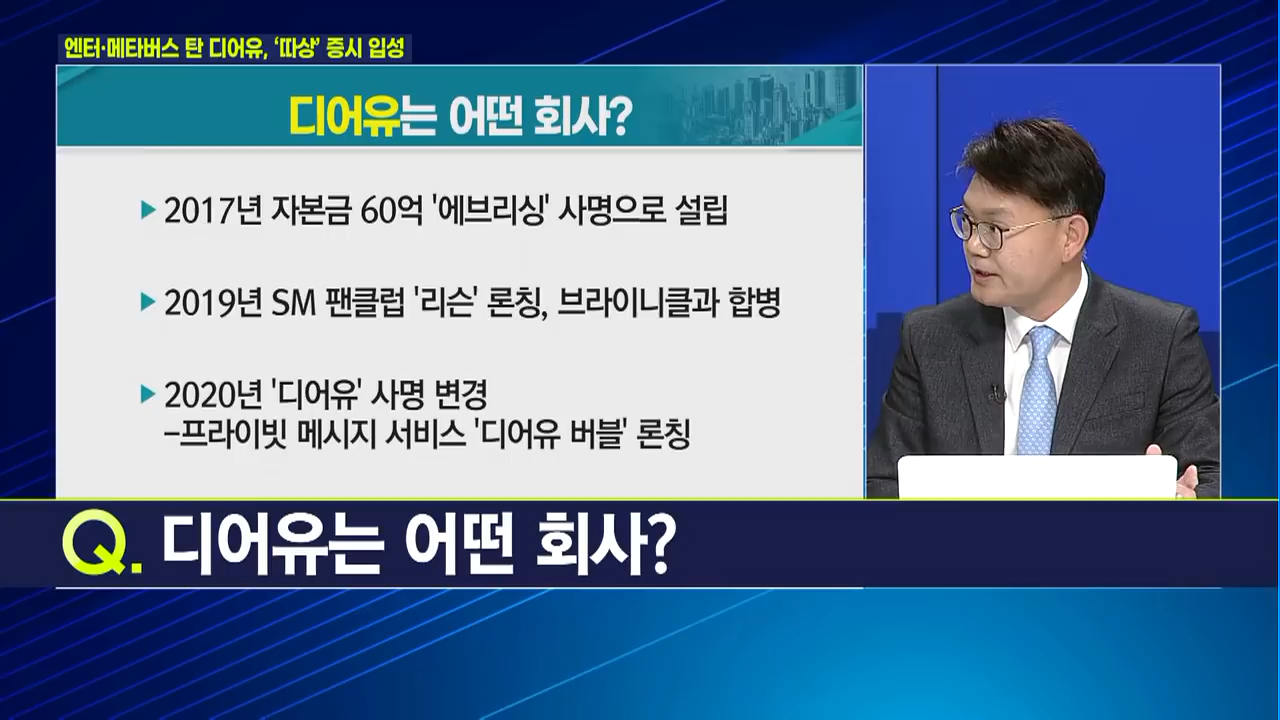 엔터·메타버스 탄 디어유, ‘따상’ 증시 입성
디어유는 어떤 회사?
▶ 2017년 자본금 60억 '에브리싱' 사명으로 설립
▶ 2019년 SM 팬클럽 '리슨' 론칭, 브라이니클과 합병
▶ 2020년 '디어유' 사명 변경
-프라이빗 메시지 서비스 '디어유 버블' 론칭
Q. 디어유는 어떤 회사?